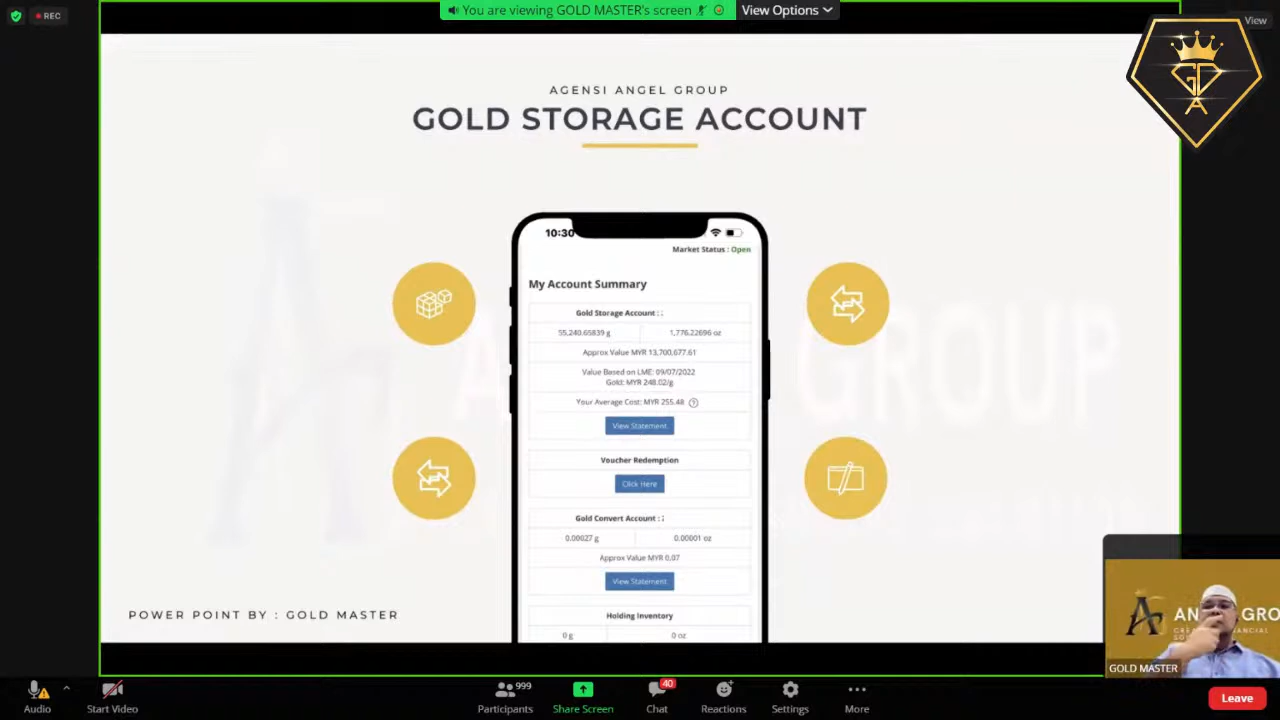 REC
You are viewing GOLD MASTER's screen
View Options
View
AGENSI ANGEL GROUP
GOLD STORAGE ACCOUNT
10:30
Market Status : Open
My Account Summary
Gold Storage Account :
55,240.65839 g
1,776.22696 oz
Approx Value MYR 13,700,677.61
Value Based on LME: 09/07/2022
Gold: MYR 248.02/g
Your Average Cost: MYR 255.48
View Statement
Voucher Redemption
Click Here
Gold Convert Account :
0.00027 g
0.00001 oz
Approx Value MYR 0.07
View Statement
Holding Inventory
0 g
0 oz
POWER POINT BY : GOLD MASTER
GOLD MASTER
Audio
Start Video
Participants
999
Share Screen
Chat
40
Reactions
Settings
More
Leave